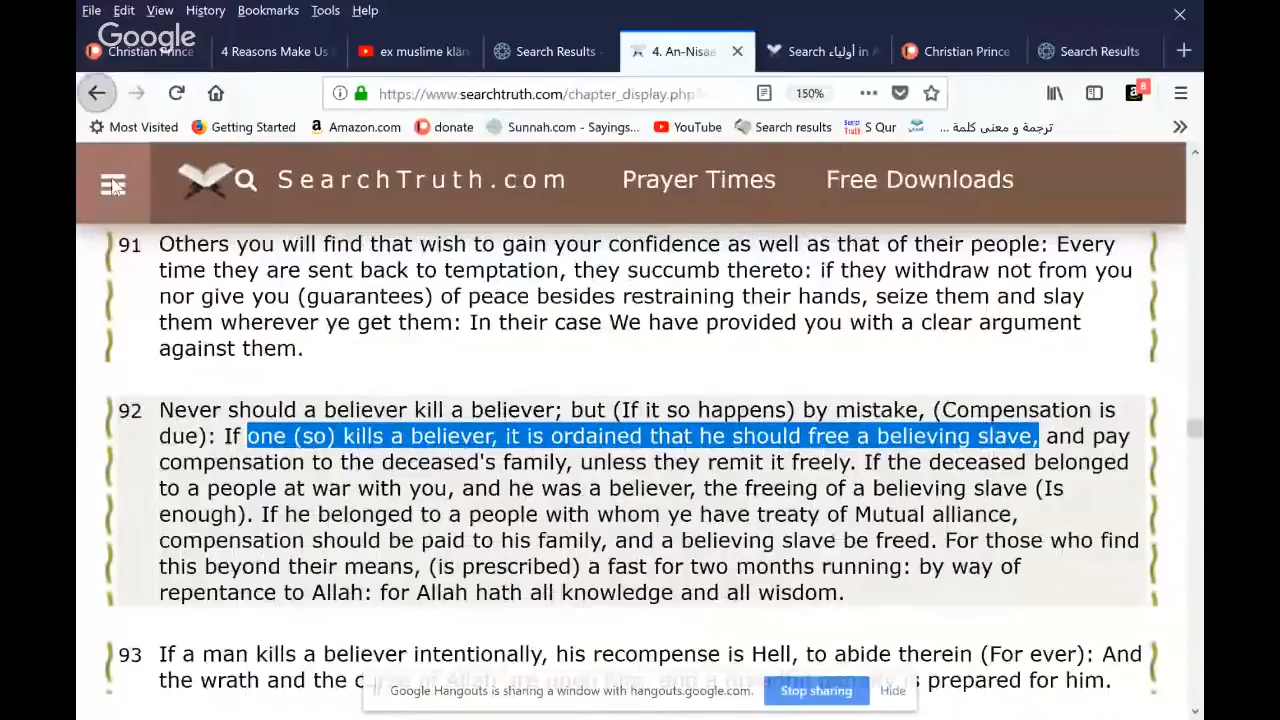 File Edit View History Bookmarks Tools Help
Google
Christian Prince
4 Reasons Make Us
ex muslime klän
Search Results
4. An-Nisaa
Search أولياء in
Christian Prince
Search Results
https://www.searchtruth.com/chapter_display.php
150%
8
Most Visited Getting Started Amazon.com donate Sunnah.com - Sayings... YouTube Search results S Qur ترجمة و معنى كلمة ...
SearchTruth.com Prayer Times Free Downloads
91 Others you will find that wish to gain your confidence as well as that of their people: Every
time they are sent back to temptation, they succumb thereto: if they withdraw not from you
nor give you (guarantees) of peace besides restraining their hands, seize them and slay
them wherever ye get them: In their case We have provided you with a clear argument
against them.
92 Never should a believer kill a believer; but (If it so happens) by mistake, (Compensation is
due): If one (so) kills a believer, it is ordained that he should free a believing slave, and pay
compensation to the deceased's family, unless they remit it freely. If the deceased belonged
to a people at war with you, and he was a believer, the freeing of a believing slave (Is
enough). If he belonged to a people with whom ye have treaty of Mutual alliance,
compensation should be paid to his family, and a believing slave be freed. For those who find
this beyond their means, (is prescribed) a fast for two months running: by way of
repentance to Allah: for Allah hath all knowledge and all wisdom.
93 If a man kills a believer intentionally, his recompense is Hell, to abide therein (For ever): And
the wrath and the is prepared for him.
Google Hangouts is sharing a window with hangouts.google.com. Stop sharing Hide